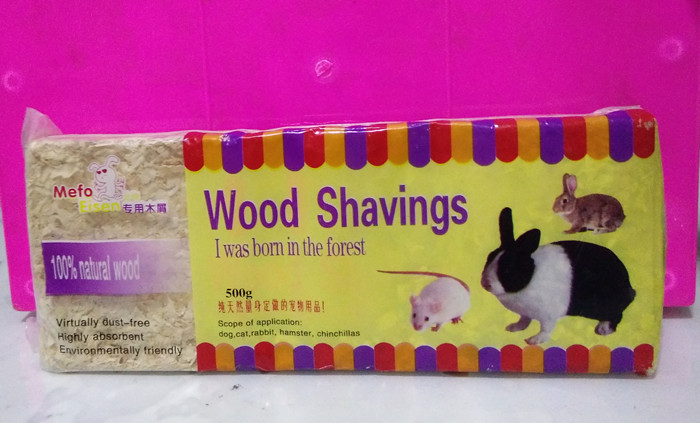 Mefo
Eisen 专用木屑
100% natural wood
Virtually dust-free
Highly absorbent
Environmentally friendly
Wood Shavings
I was born in the forest
500g
纯天然量身定做的宠物用品!
Scope of application:
dog,cat,rabbit, hamster, chinchillas